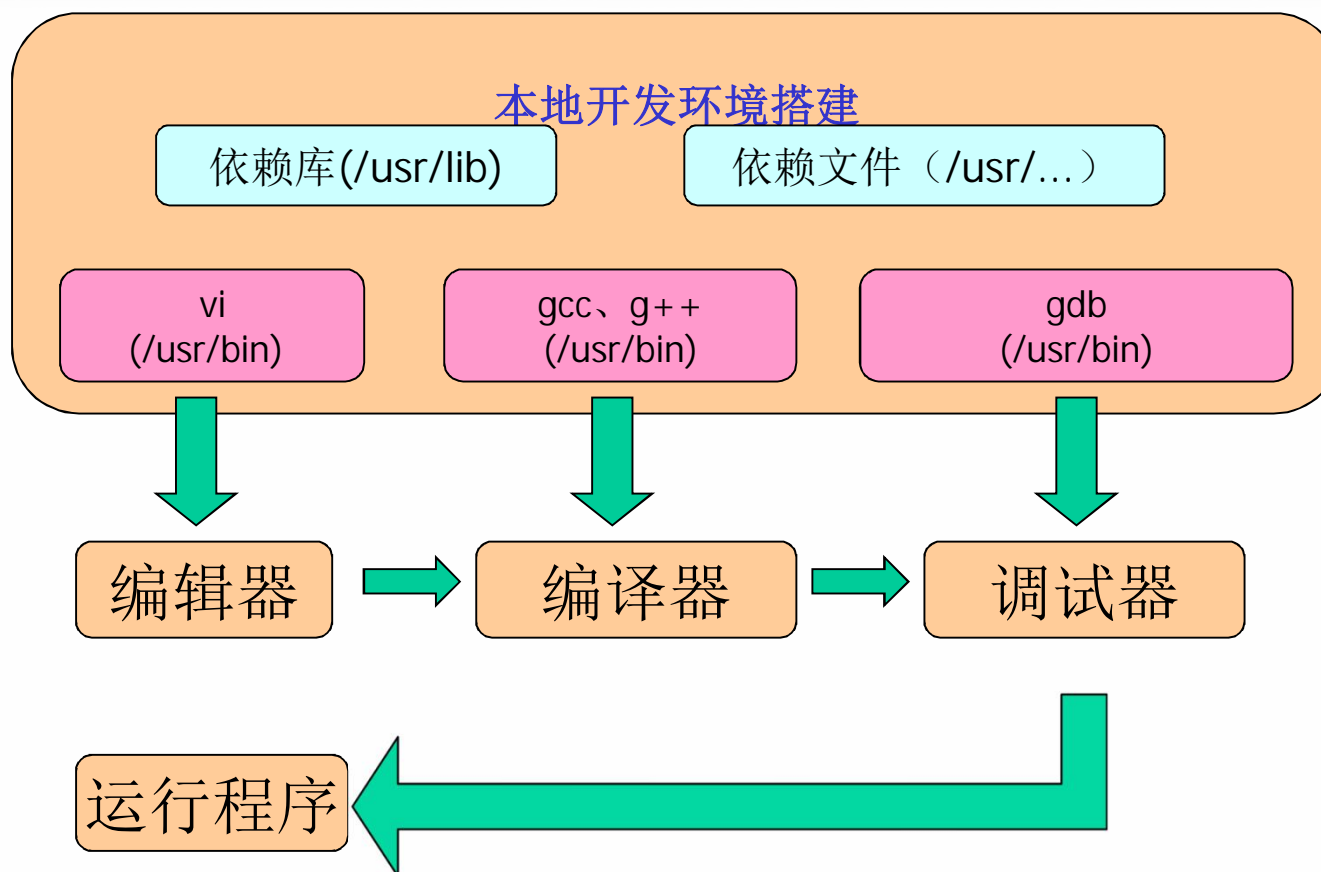 本地开发环境搭建
依赖库(/usr/lib)
依赖文件（/usr/…）
vi
(/usr/bin)
gcc、g++
(/usr/bin)
gdb
(/usr/bin)
编辑器
编译器
调试器
运行程序